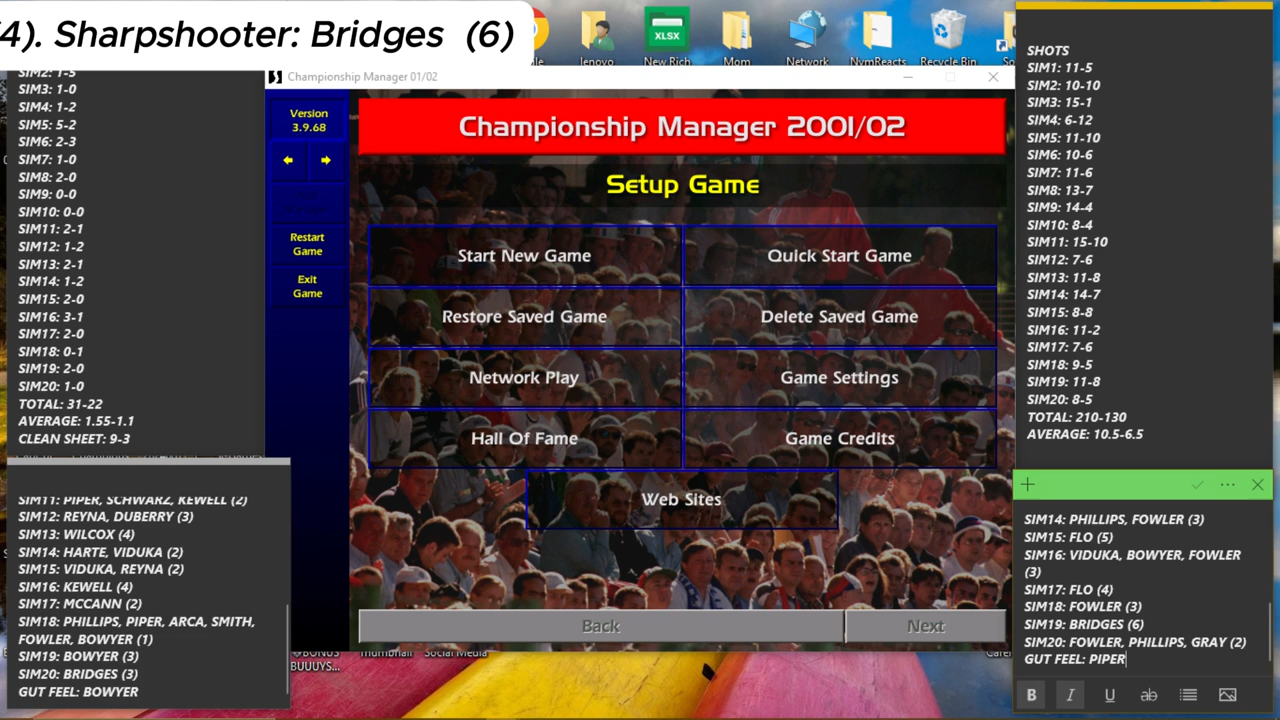 4). Sharpshooter: Bridges (6)
lenovo
New Rich
Mom
Network
NymReacts
Recycle Bin
XLSX
SIM2: 1-5
SIM3: 1-0
SIM4: 1-2
SIM5: 5-2
SIM6: 2-3
SIM7: 1-0
SIM8: 2-0
SIM9: 0-0
SIM10: 0-0
SIM11: 2-1
SIM12: 1-2
SIM13: 2-1
SIM14: 1-2
SIM15: 2-0
SIM16: 3-1
SIM17: 2-0
SIM18: 0-1
SIM19: 2-0
SIM20: 1-0
TOTAL: 31-22
AVERAGE: 1.55-1.1
CLEAN SHEET: 9-3
SIM11: PIPER, SCHWARZ, KEWELL (2)
SIM12: REYNA, DUBERRY (3)
SIM13: WILCOX (4)
SIM14: HARTE, VIDUKA (2)
SIM15: VIDUKA, REYNA (2)
SIM16: KEWELL (4)
SIM17: MCCANN (2)
SIM18: PHILLIPS, PIPER, ARCA, SMITH,
FOWLER, BOWYER (1)
SIM19: BOWYER (3)
SIM20: BRIDGES (3)
GUT FEEL: BOWYER
Championship Manager 01/02
Version
3.9.68
Restart
Game
Exit
Game
Championship Manager 2001/02
Setup Game
Start New Game
Quick Start Game
Restore Saved Game
Delete Saved Game
Network Play
Game Settings
Hall Of Fame
Game Credits
Web Sites
Back
Next
BUUUYS...
Thumbnail
Social Media
SHOTS
SIM1: 11-5
SIM2: 10-10
SIM3: 15-1
SIM4: 6-12
SIM5: 11-10
SIM6: 10-6
SIM7: 11-6
SIM8: 13-7
SIM9: 14-4
SIM10: 8-4
SIM11: 15-10
SIM12: 7-6
SIM13: 11-8
SIM14: 14-7
SIM15: 8-8
SIM16: 11-2
SIM17: 7-6
SIM18: 9-5
SIM19: 11-8
SIM20: 8-5
TOTAL: 210-130
AVERAGE: 10.5-6.5
SIM14: PHILLIPS, FOWLER (3)
SIM15: FLO (5)
SIM16: VIDUKA, BOWYER, FOWLER
(3)
SIM17: FLO (4)
SIM18: FOWLER (3)
SIM19: BRIDGES (6)
SIM20: FOWLER, PHILLIPS, GRAY (2)
GUT FEEL: PIPER
B I U ab